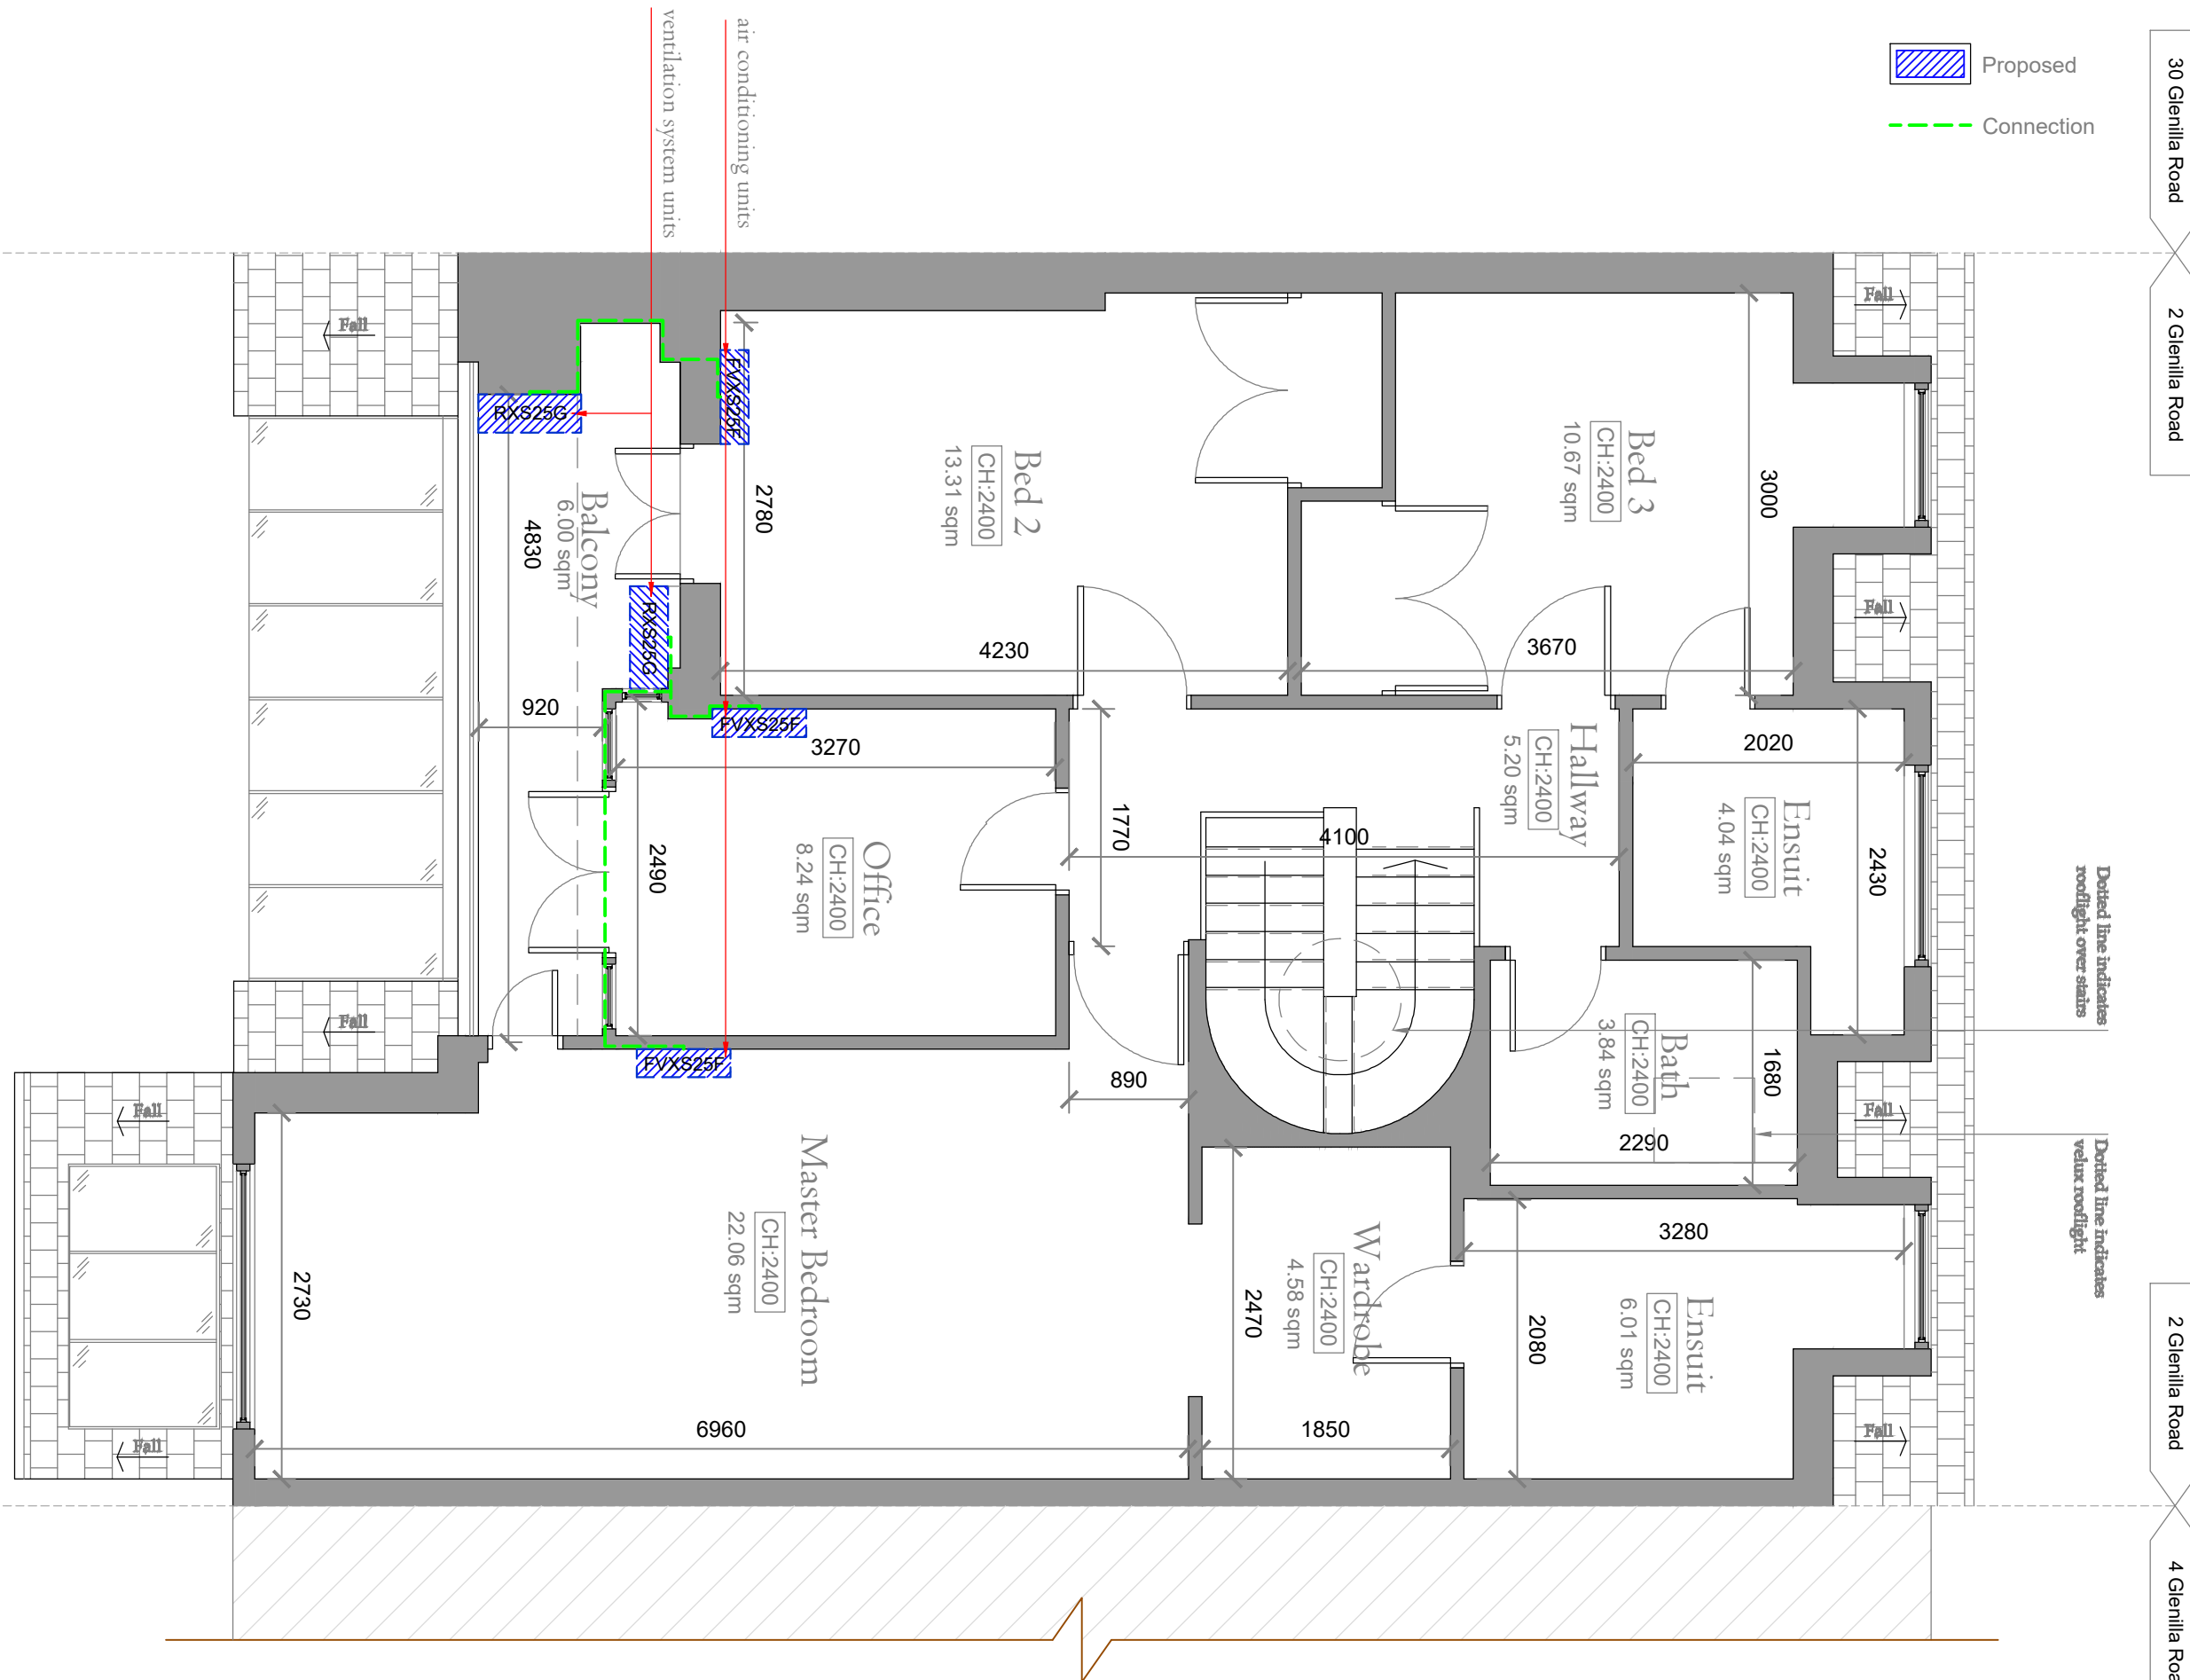 Proposed
Connection
30 Glenilla Road
2 Glenilla Road
2 Glenilla Road
4 Glenilla Roa
air conditioning units
ventilation system units
Fall
Fall
Fall
Fall
Fall
Fall
Fall
Fall
Bed 3
CH:2400
10.67 sqm
3000
3670
Bed 2
CH:2400
13.31 sqm
2780
4230
Balcony
6.00 sqm
4830
920
RXS25G
RXS25G
FVXS25F
FVXS25F
FVXS25F
Office
CH:2400
8.24 sqm
3270
2490
Hallway
CH:2400
5.20 sqm
4100
1770
890
Ensuit
CH:2400
4.04 sqm
2020
2430
Bath
CH:2400
3.84 sqm
1680
2290
Ensuit
CH:2400
6.01 sqm
3280
2080
Wardrobe
CH:2400
4.58 sqm
2470
1850
Master Bedroom
CH:2400
22.06 sqm
2730
6960
Dotted line indicates
rooflight over stairs
Dotted line indicates
velux rooflight